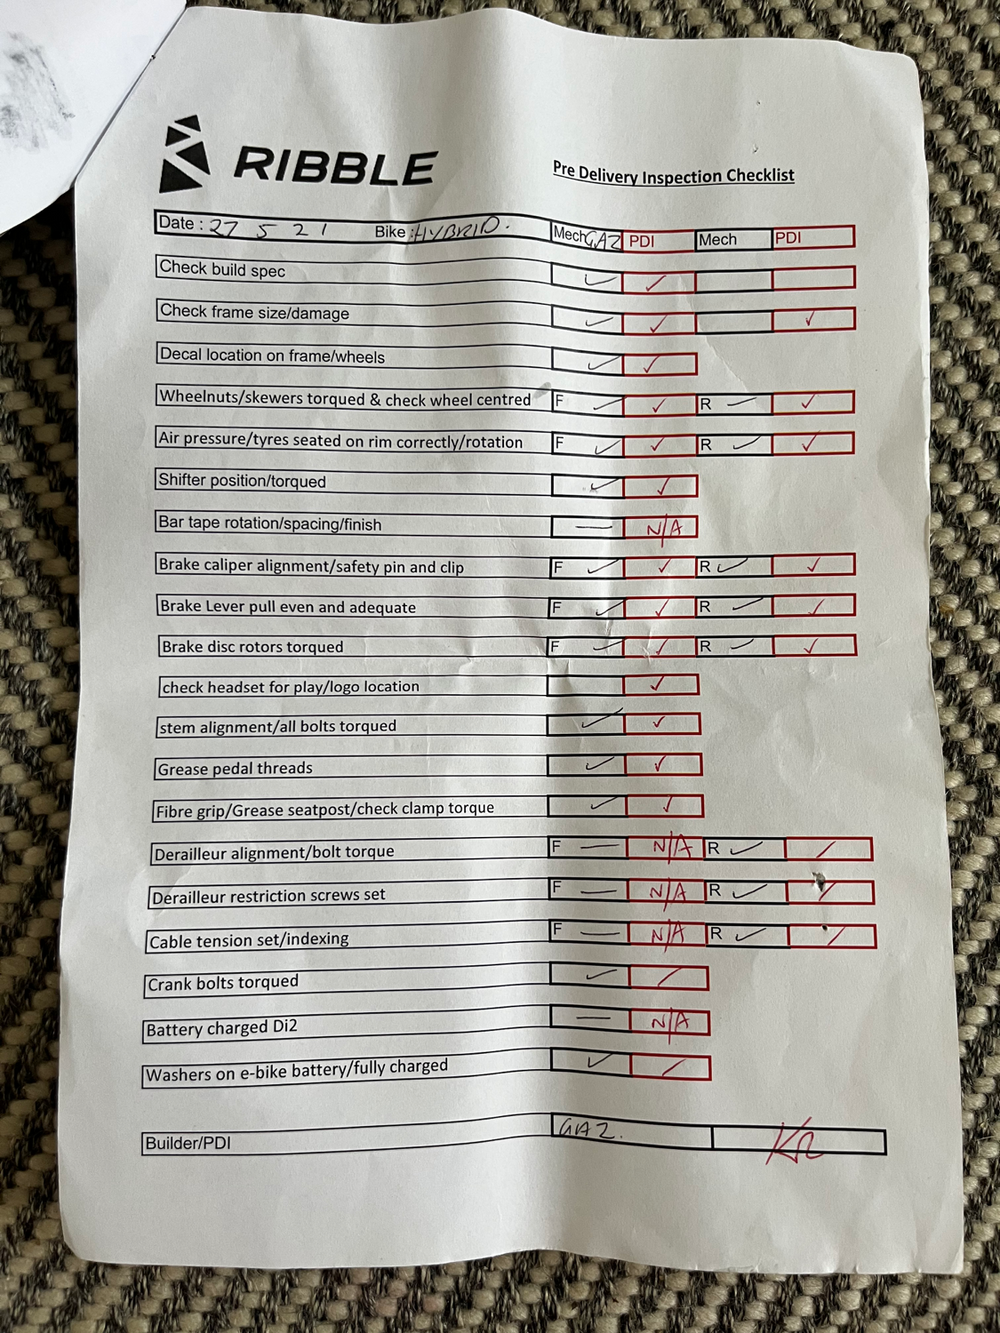 RIBBLE
Pre Delivery Inspection Checklist
Date : 27 5 21 Bike : HYBRID. Mech GAZ PDI Mech PDI
Check build spec ✓ ✓
Check frame size/damage ✓ ✓ ✓
Decal location on frame/wheels ✓ ✓
Wheelnuts/skewers torqued & check wheel centred F ✓ ✓ R ✓ ✓
Air pressure/tyres seated on rim correctly/rotation F ✓ ✓ R ✓ ✓
Shifter position/torqued ✓ ✓
Bar tape rotation/spacing/finish — N/A
Brake caliper alignment/safety pin and clip F ✓ ✓ R ✓ ✓
Brake Lever pull even and adequate F ✓ ✓ R ✓ ✓
Brake disc rotors torqued F ✓ ✓ R ✓ ✓
check headset for play/logo location ✓
stem alignment/all bolts torqued ✓ ✓
Grease pedal threads ✓ ✓
Fibre grip/Grease seatpost/check clamp torque ✓ ✓
Derailleur alignment/bolt torque F — N/A R ✓ /
Derailleur restriction screws set F — N/A R ✓ /
Cable tension set/indexing F — N/A R ✓ /
Crank bolts torqued ✓ /
Battery charged Di2 — N/A
Washers on e-bike battery/fully charged ✓ /
Builder/PDI GAZ.